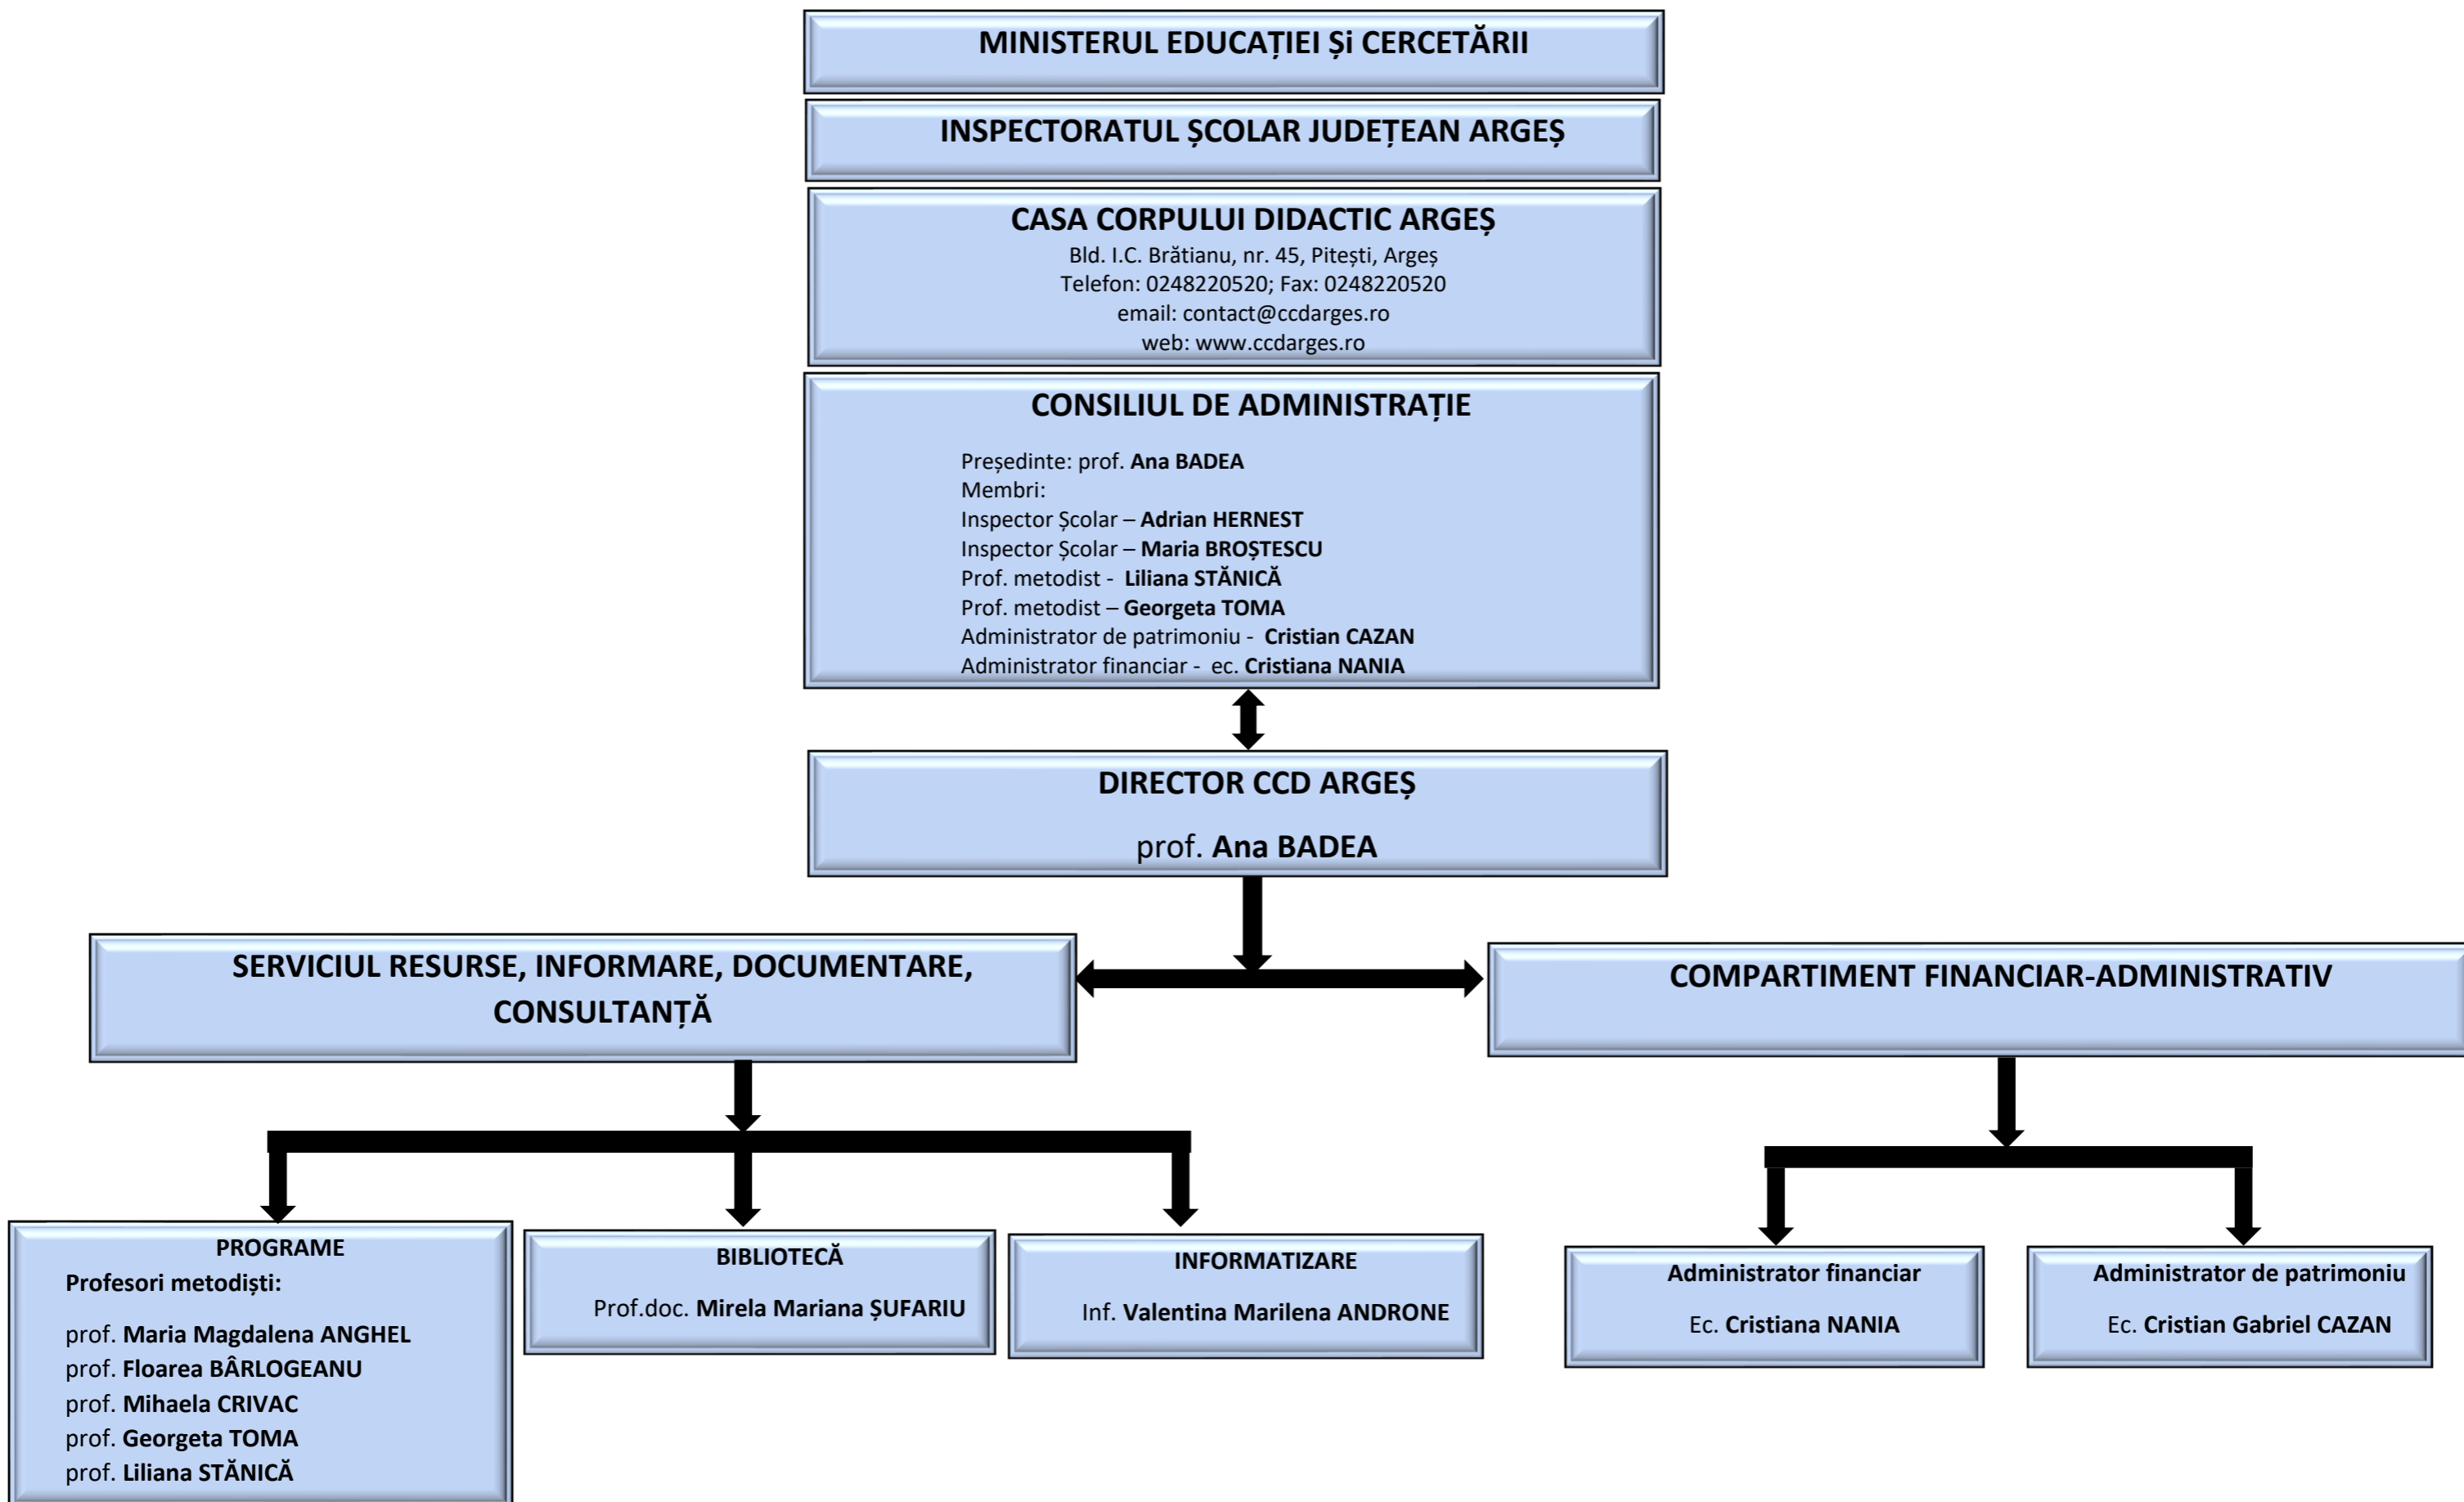 MINISTERUL EDUCAȚIEI Și CERCETĂRII
INSPECTORATUL ȘCOLAR JUDEȚEAN ARGEȘ
CASA CORPULUI DIDACTIC ARGEȘ
Bld. I.C. Brătianu, nr. 45, Pitești, Argeș
Telefon: 0248220520; Fax: 0248220520
email: contact@ccdarges.ro
web: www.ccdarges.ro
CONSILIUL DE ADMINISTRAȚIE
Președinte: prof. Ana BADEA
Membri:
Inspector Școlar – Adrian HERNEST
Inspector Școlar – Maria BROȘTESCU
Prof. metodist - Liliana STĂNICĂ
Prof. metodist – Georgeta TOMA
Administrator de patrimoniu - Cristian CAZAN
Administrator financiar - ec. Cristiana NANIA
DIRECTOR CCD ARGEȘ
prof. Ana BADEA
SERVICIUL RESURSE, INFORMARE, DOCUMENTARE,
CONSULTANȚĂ
COMPARTIMENT FINANCIAR-ADMINISTRATIV
PROGRAME
Profesori metodiști:
prof. Maria Magdalena ANGHEL
prof. Floarea BÂRLOGEANU
prof. Mihaela CRIVAC
prof. Georgeta TOMA
prof. Liliana STĂNICĂ
BIBLIOTECĂ
Prof.doc. Mirela Mariana ȘUFARIU
INFORMATIZARE
Inf. Valentina Marilena ANDRONE
Administrator financiar
Ec. Cristiana NANIA
Administrator de patrimoniu
Ec. Cristian Gabriel CAZAN